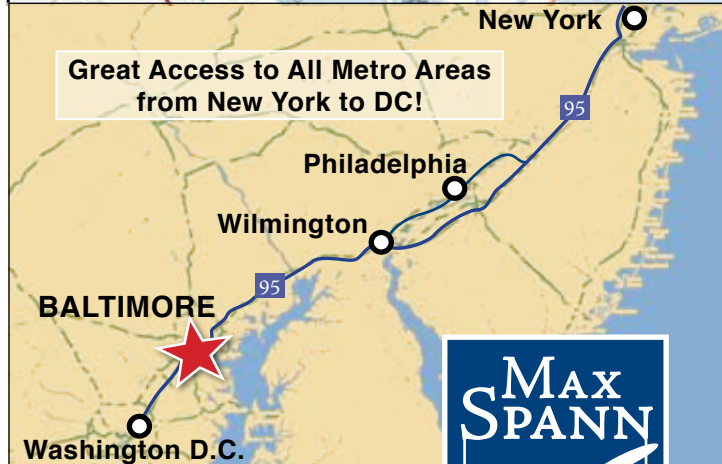 New York
Great Access to All Metro Areas
from New York to DC!
95
Philadelphia
Wilmington
95
BALTIMORE
MAX
SPANN
Washington D.C.